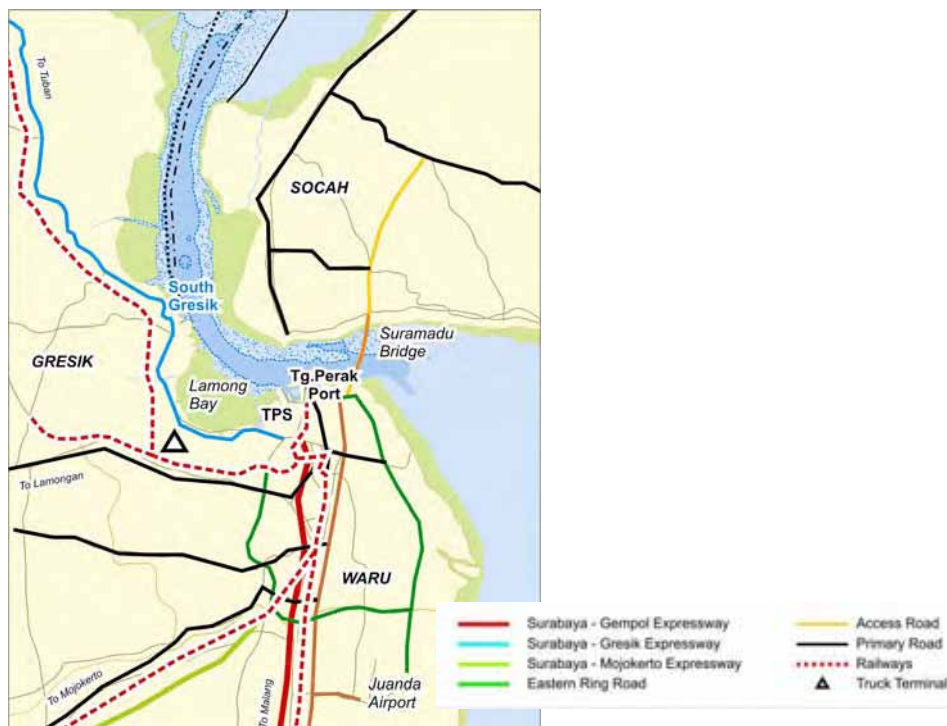 To Tuban
SOCAH
South
Gresik
Suramadu
Bridge
GRESIK
Lamong
Bay
Tg.Perak
Port
TPS
To Lamongan
WARU
To Mojokerto
To Malang
Juanda
Airport
Surabaya - Gempol Expressway
Surabaya - Gresik Expressway
Surabaya - Mojokerto Expressway
Eastern Ring Road
Access Road
Primary Road
Railways
Truck Terminal